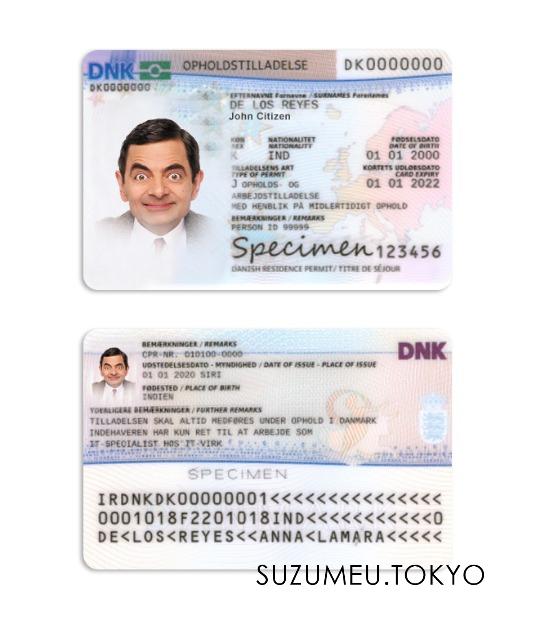 DNK OPHOLDSTILLADELSE DK0000000
DK0000000
EFTERNAVNE Fornavne / SURNAMES Forenames
DE LOS REYES
John Citizen
KØN NATIONALITET FØDSELSDATO
SEX NATIONALITY DATE OF BIRTH
K IND 01 01 2000
TILLADELSENS ART KORTETS UDLØBSDATO
TYPE OF PERMIT CARD EXPIRY
J OPHOLDS- OG 01 01 2022
ARBEJDSTILLADELSE
MED HENBLIK PÅ MIDLERTIDIGT OPHOLD
BEMÆRKNINGER / REMARKS
PERSON ID 99999
Specimen 123456
DANISH RESIDENCE PERMIT/ TITRE DE SÉJOUR
BEMÆRKNINGER / REMARKS
CPR-NR. 010100-0000
DNK
UDSTEDELSESDATO - MYNDIGHED / DATE OF ISSUE - PLACE OF ISSUE
01 01 2020 SIRI
FØDESTED / PLACE OF BIRTH
INDIEN
YDERLIGERE BEMÆRKNINGER / FURTHER REMARKS
TILLADELSEN SKAL ALTID MEDFØRES UNDER OPHOLD I DANMARK
INDEHAVEREN HAR RET TIL AT ARBEJDE SOM
IT-SPECIALIST HOS IT-VIRK
SPECIMEN
IRDNKDK00000001<<<<<<<<<<<<<<<
0001018F2201018IND<<<<<<<<<<<0
DE<LOS<REYES<<ANNA<LAMARA<<<<<
SUZUMEU.TOKYO